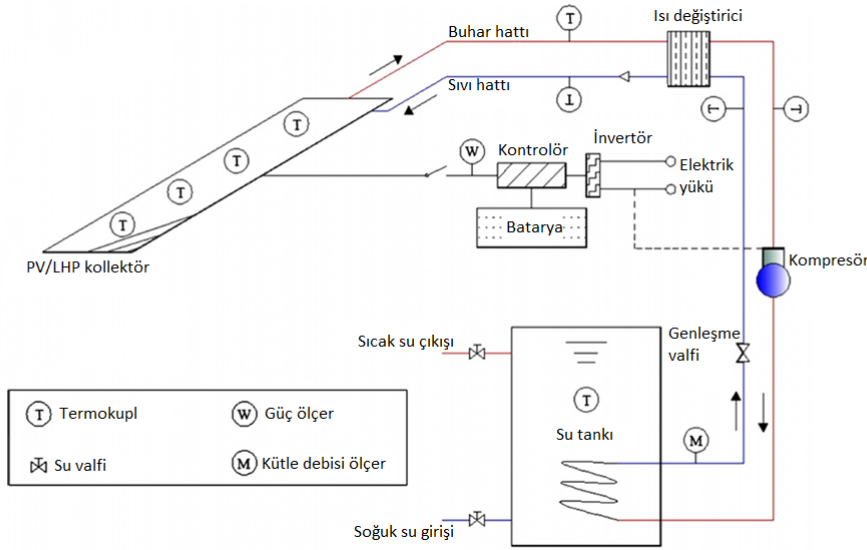 Isı değiştirici
T
Buhar hattı
Sıvı hattı
T
T
T
T
T
T
T
W
Kontrolör
İnvertör
Elektrik
yükü
Batarya
PV/LHP kollektör
Kompresör
Sıcak su çıkışı
Genleşme
valfi
T
Su tankı
M
Soğuk su girişi
T Termokupl
W Güç ölçer
Su valfi
M Kütle debisi ölçer